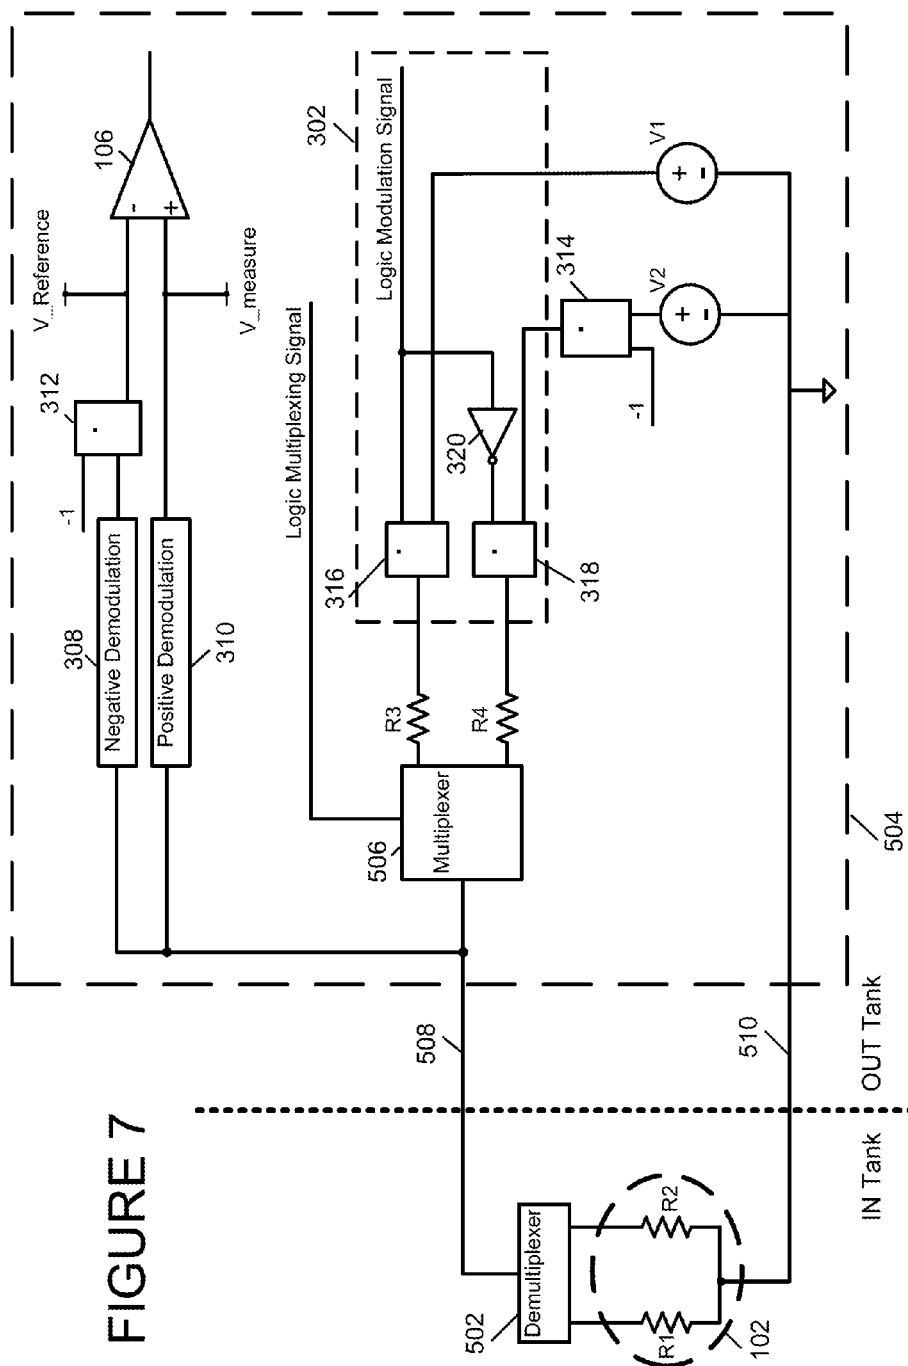 FIGURE 7
IN Tank
OUT Tank
504
V_Reference
V_measure
106
-
+
312
.
-1
308
Negative Demodulation
Positive Demodulation
310
Logic Multiplexing Signal
302
Logic Modulation Signal
316
.
318
.
320
314
.
-1
V1
+
-
V2
+
-
R3
R4
506
Multiplexer
508
510
502
Demultiplexer
R1
R2
102